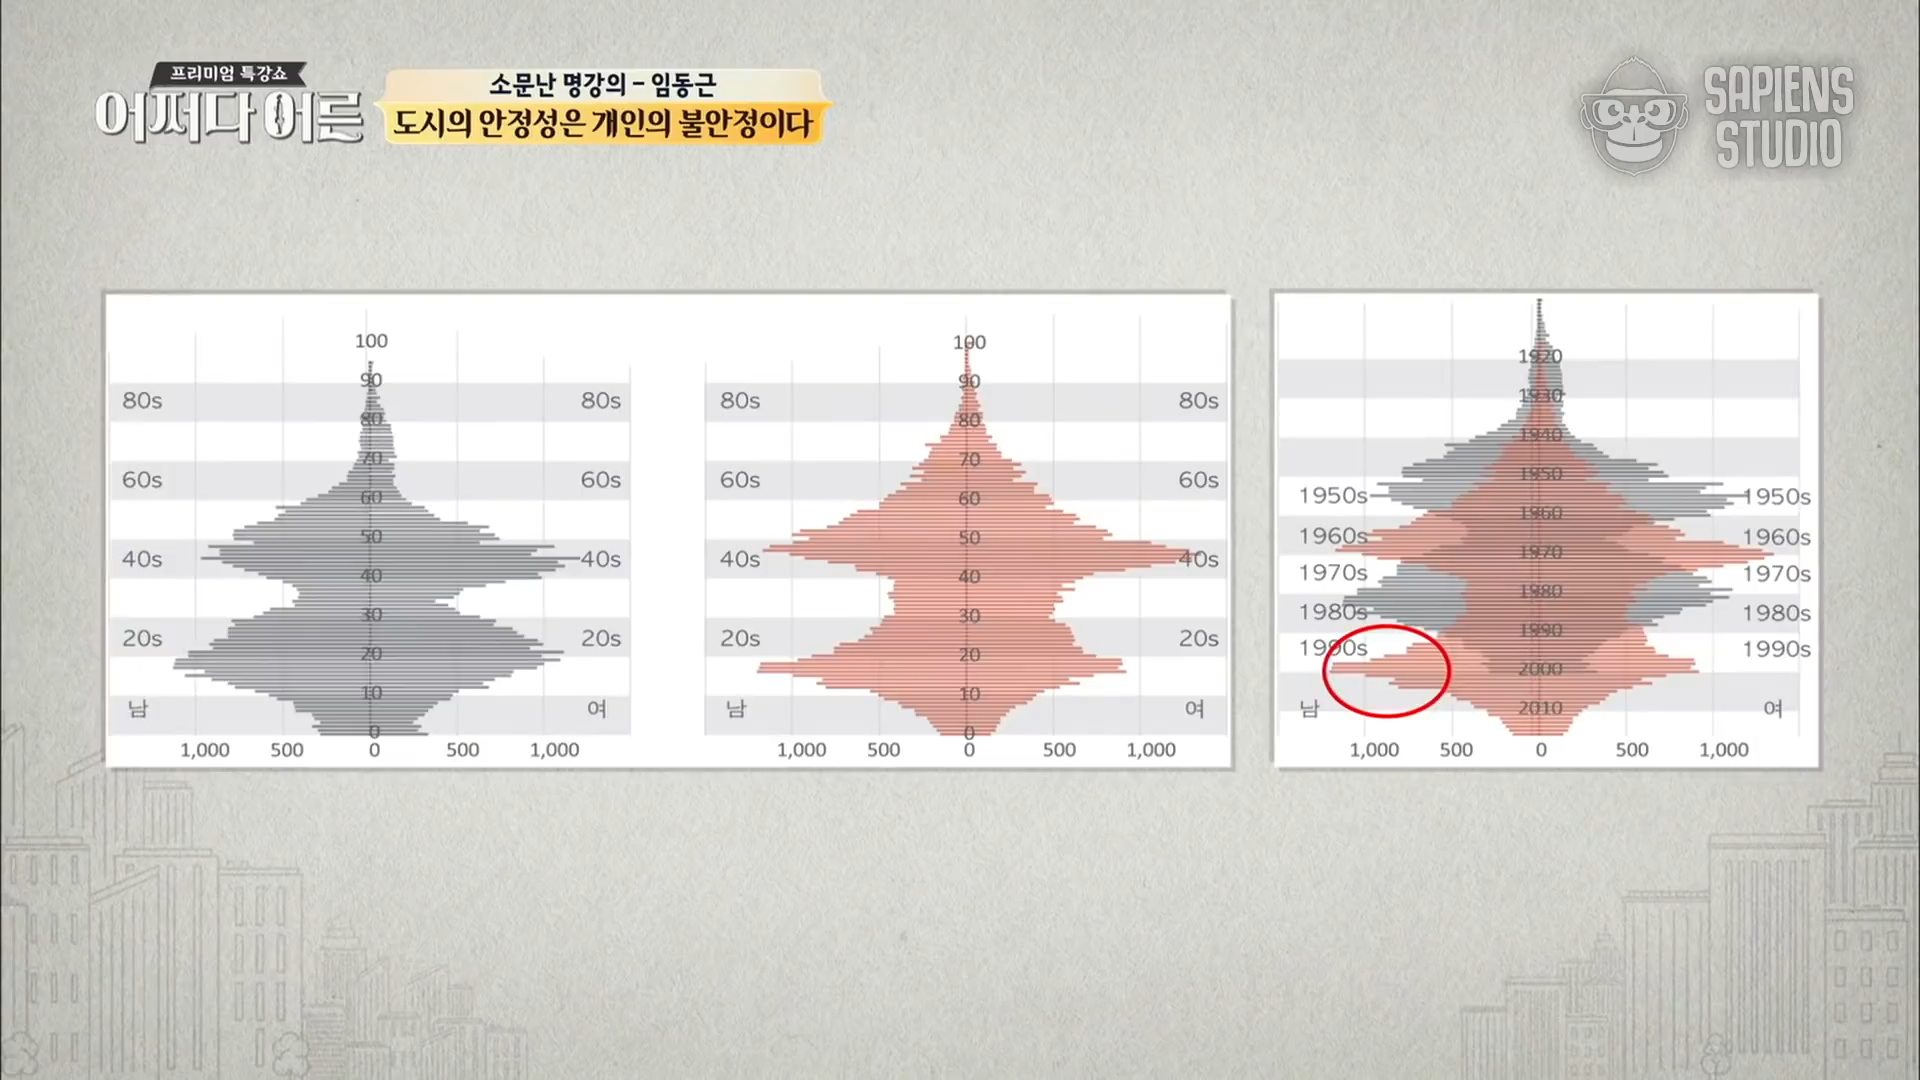 프리미엄 특강쇼
어쩌다 어른
소문난 명강의 – 임동근
도시의 안정성은 개인의 불안정이다
SAPIENS
STUDIO
100
90
80s 80s
80
70
60s 60s
60
50
40s 40s
40
30
20s 20s
20
10
남 여
0
1,000 500 0 500 1,000
100
90
80s 80s
80
70
60s 60s
60
50
40s 40s
40
30
20s 20s
20
10
남 여
0
1,000 500 0 500 1,000
1920
1930
1940
1950
1950s 1950s
1960
1960s 1960s
1970
1970s 1970s
1980
1980s 1980s
1990
1990s 1990s
2000
남 2010 여
1,000 500 0 500 1,000